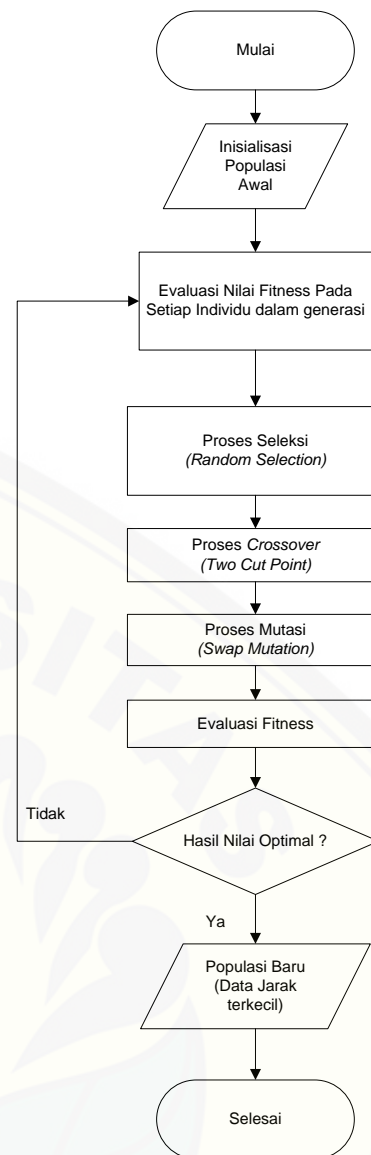 Mulai
Inisialisasi
Populasi
Awal
Evaluasi Nilai Fitness Pada
Setiap Individu dalam generasi
Proses Seleksi
(Random Selection)
Proses Crossover
(Two Cut Point)
Proses Mutasi
(Swap Mutation)
Evaluasi Fitness
Tidak
Hasil Nilai Optimal ?
Ya
Populasi Baru
(Data Jarak
terkecil)
Selesai